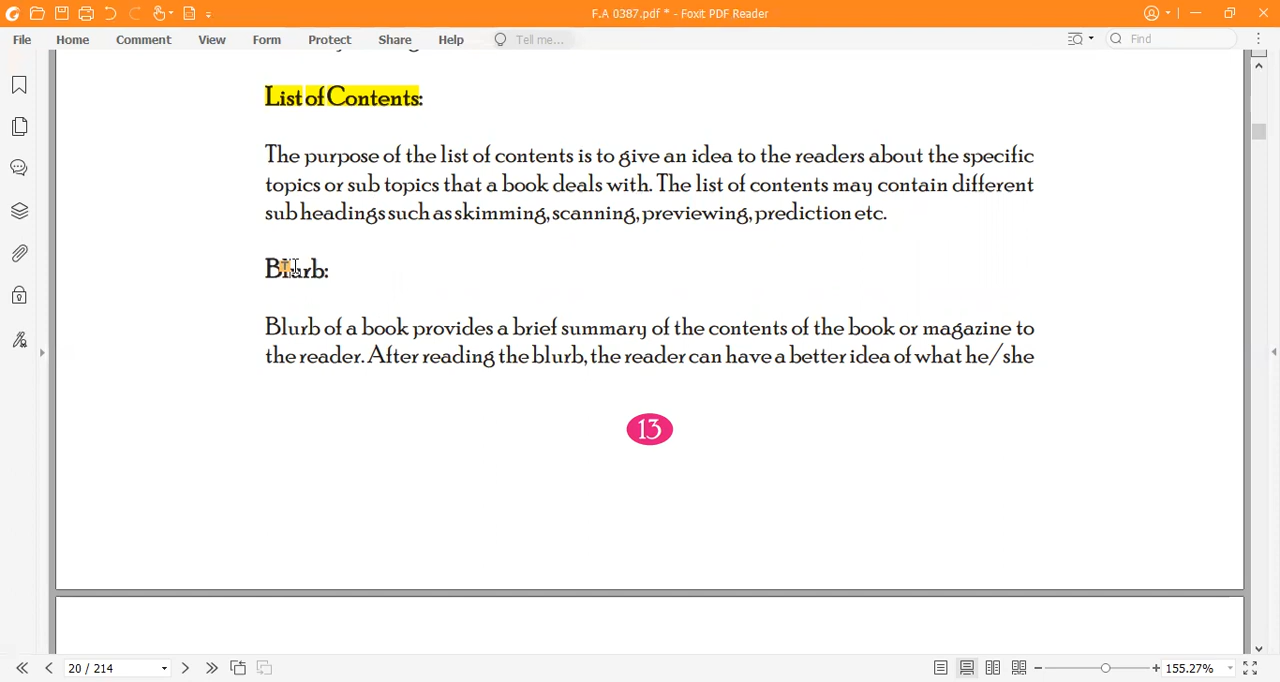 F.A 0387.pdf * - Foxit PDF Reader
File Home Comment View Form Protect Share Help Tell me... Find
List of Contents:
The purpose of the list of contents is to give an idea to the readers about the specific
topics or sub topics that a book deals with. The list of contents may contain different
sub headings such as skimming, scanning, previewing, prediction etc.
Blurb:
Blurb of a book provides a brief summary of the contents of the book or magazine to
the reader. After reading the blurb, the reader can have a better idea of what he/she
13
20 / 214 155.27%